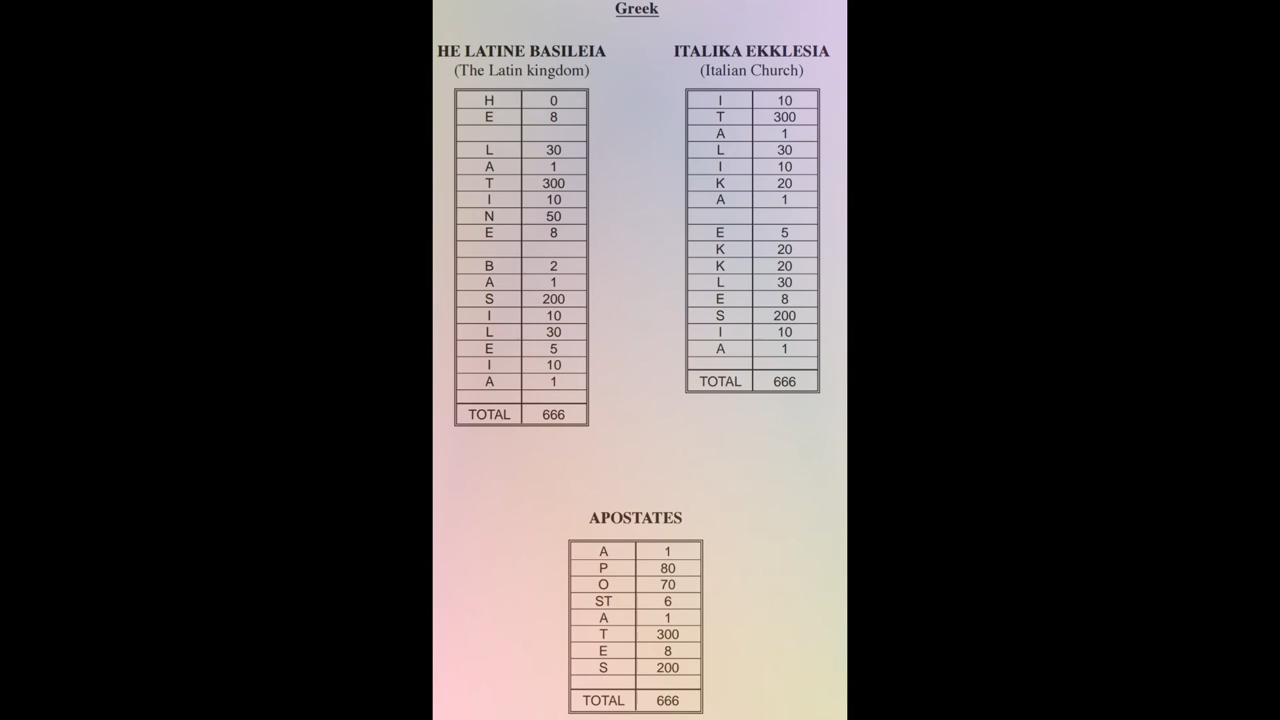 Greek
HE LATINE BASILEIA
(The Latin kingdom)
H 0
E 8
L 30
A 1
T 300
I 10
N 50
E 8
B 2
A 1
S 200
I 10
L 30
E 5
I 10
A 1
TOTAL 666
ITALIKA EKKLESIA
(Italian Church)
I 10
T 300
A 1
L 30
I 10
K 20
A 1
E 5
K 20
K 20
L 30
E 8
S 200
I 10
A 1
TOTAL 666
APOSTATES
A 1
P 80
O 70
ST 6
A 1
T 300
E 8
S 200
TOTAL 666